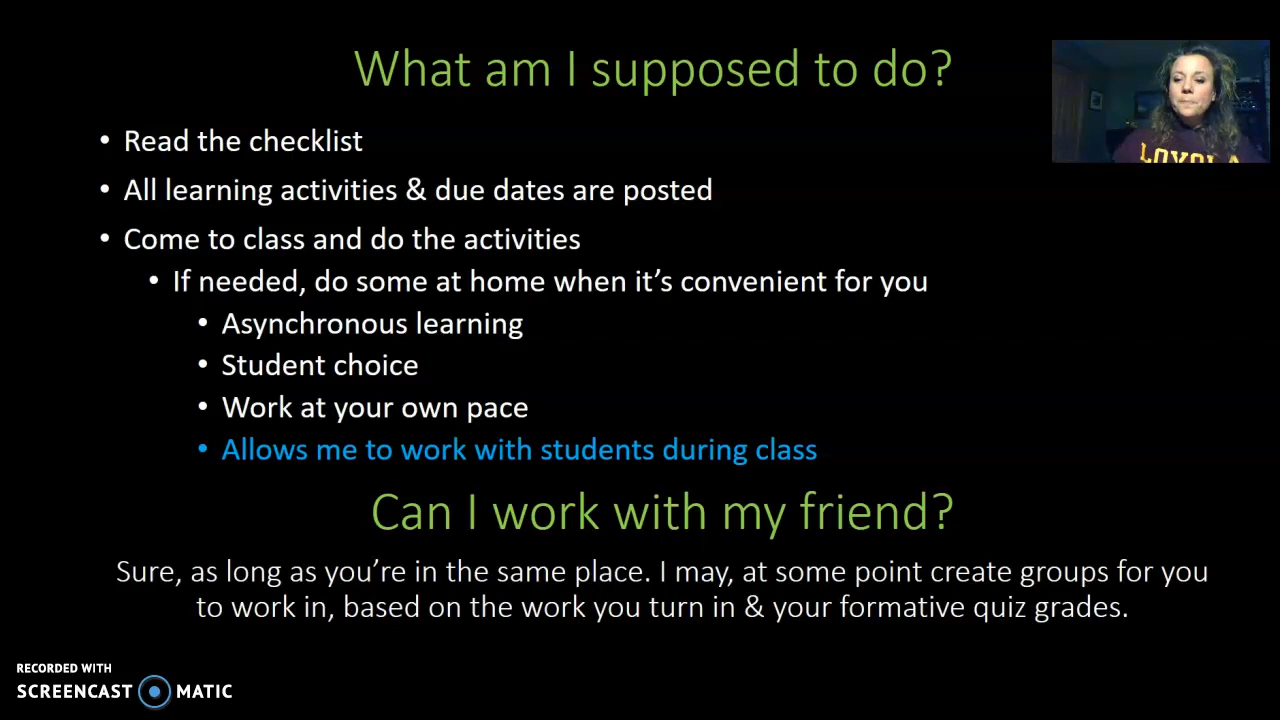 What am I supposed to do?
• Read the checklist
• All learning activities & due dates are posted
• Come to class and do the activities
• If needed, do some at home when it's convenient for you
• Asynchronous learning
• Student choice
• Work at your own pace
• Allows me to work with students during class
Can I work with my friend?
Sure, as long as you're in the same place. I may, at some point create groups for you
to work in, based on the work you turn in & your formative quiz grades.
LOYOLA
RECORDED WITH
SCREENCAST MATIC